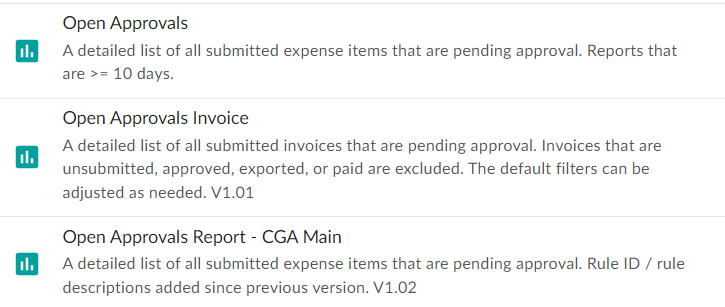 Open Approvals
A detailed list of all submitted expense items that are pending approval. Reports that
are >= 10 days.
Open Approvals Invoice
A detailed list of all submitted invoices that are pending approval. Invoices that are
unsubmitted, approved, exported, or paid are excluded. The default filters can be
adjusted as needed. V1.01
Open Approvals Report - CGA Main
A detailed list of all submitted expense items that are pending approval. Rule ID / rule
descriptions added since previous version. V1.02